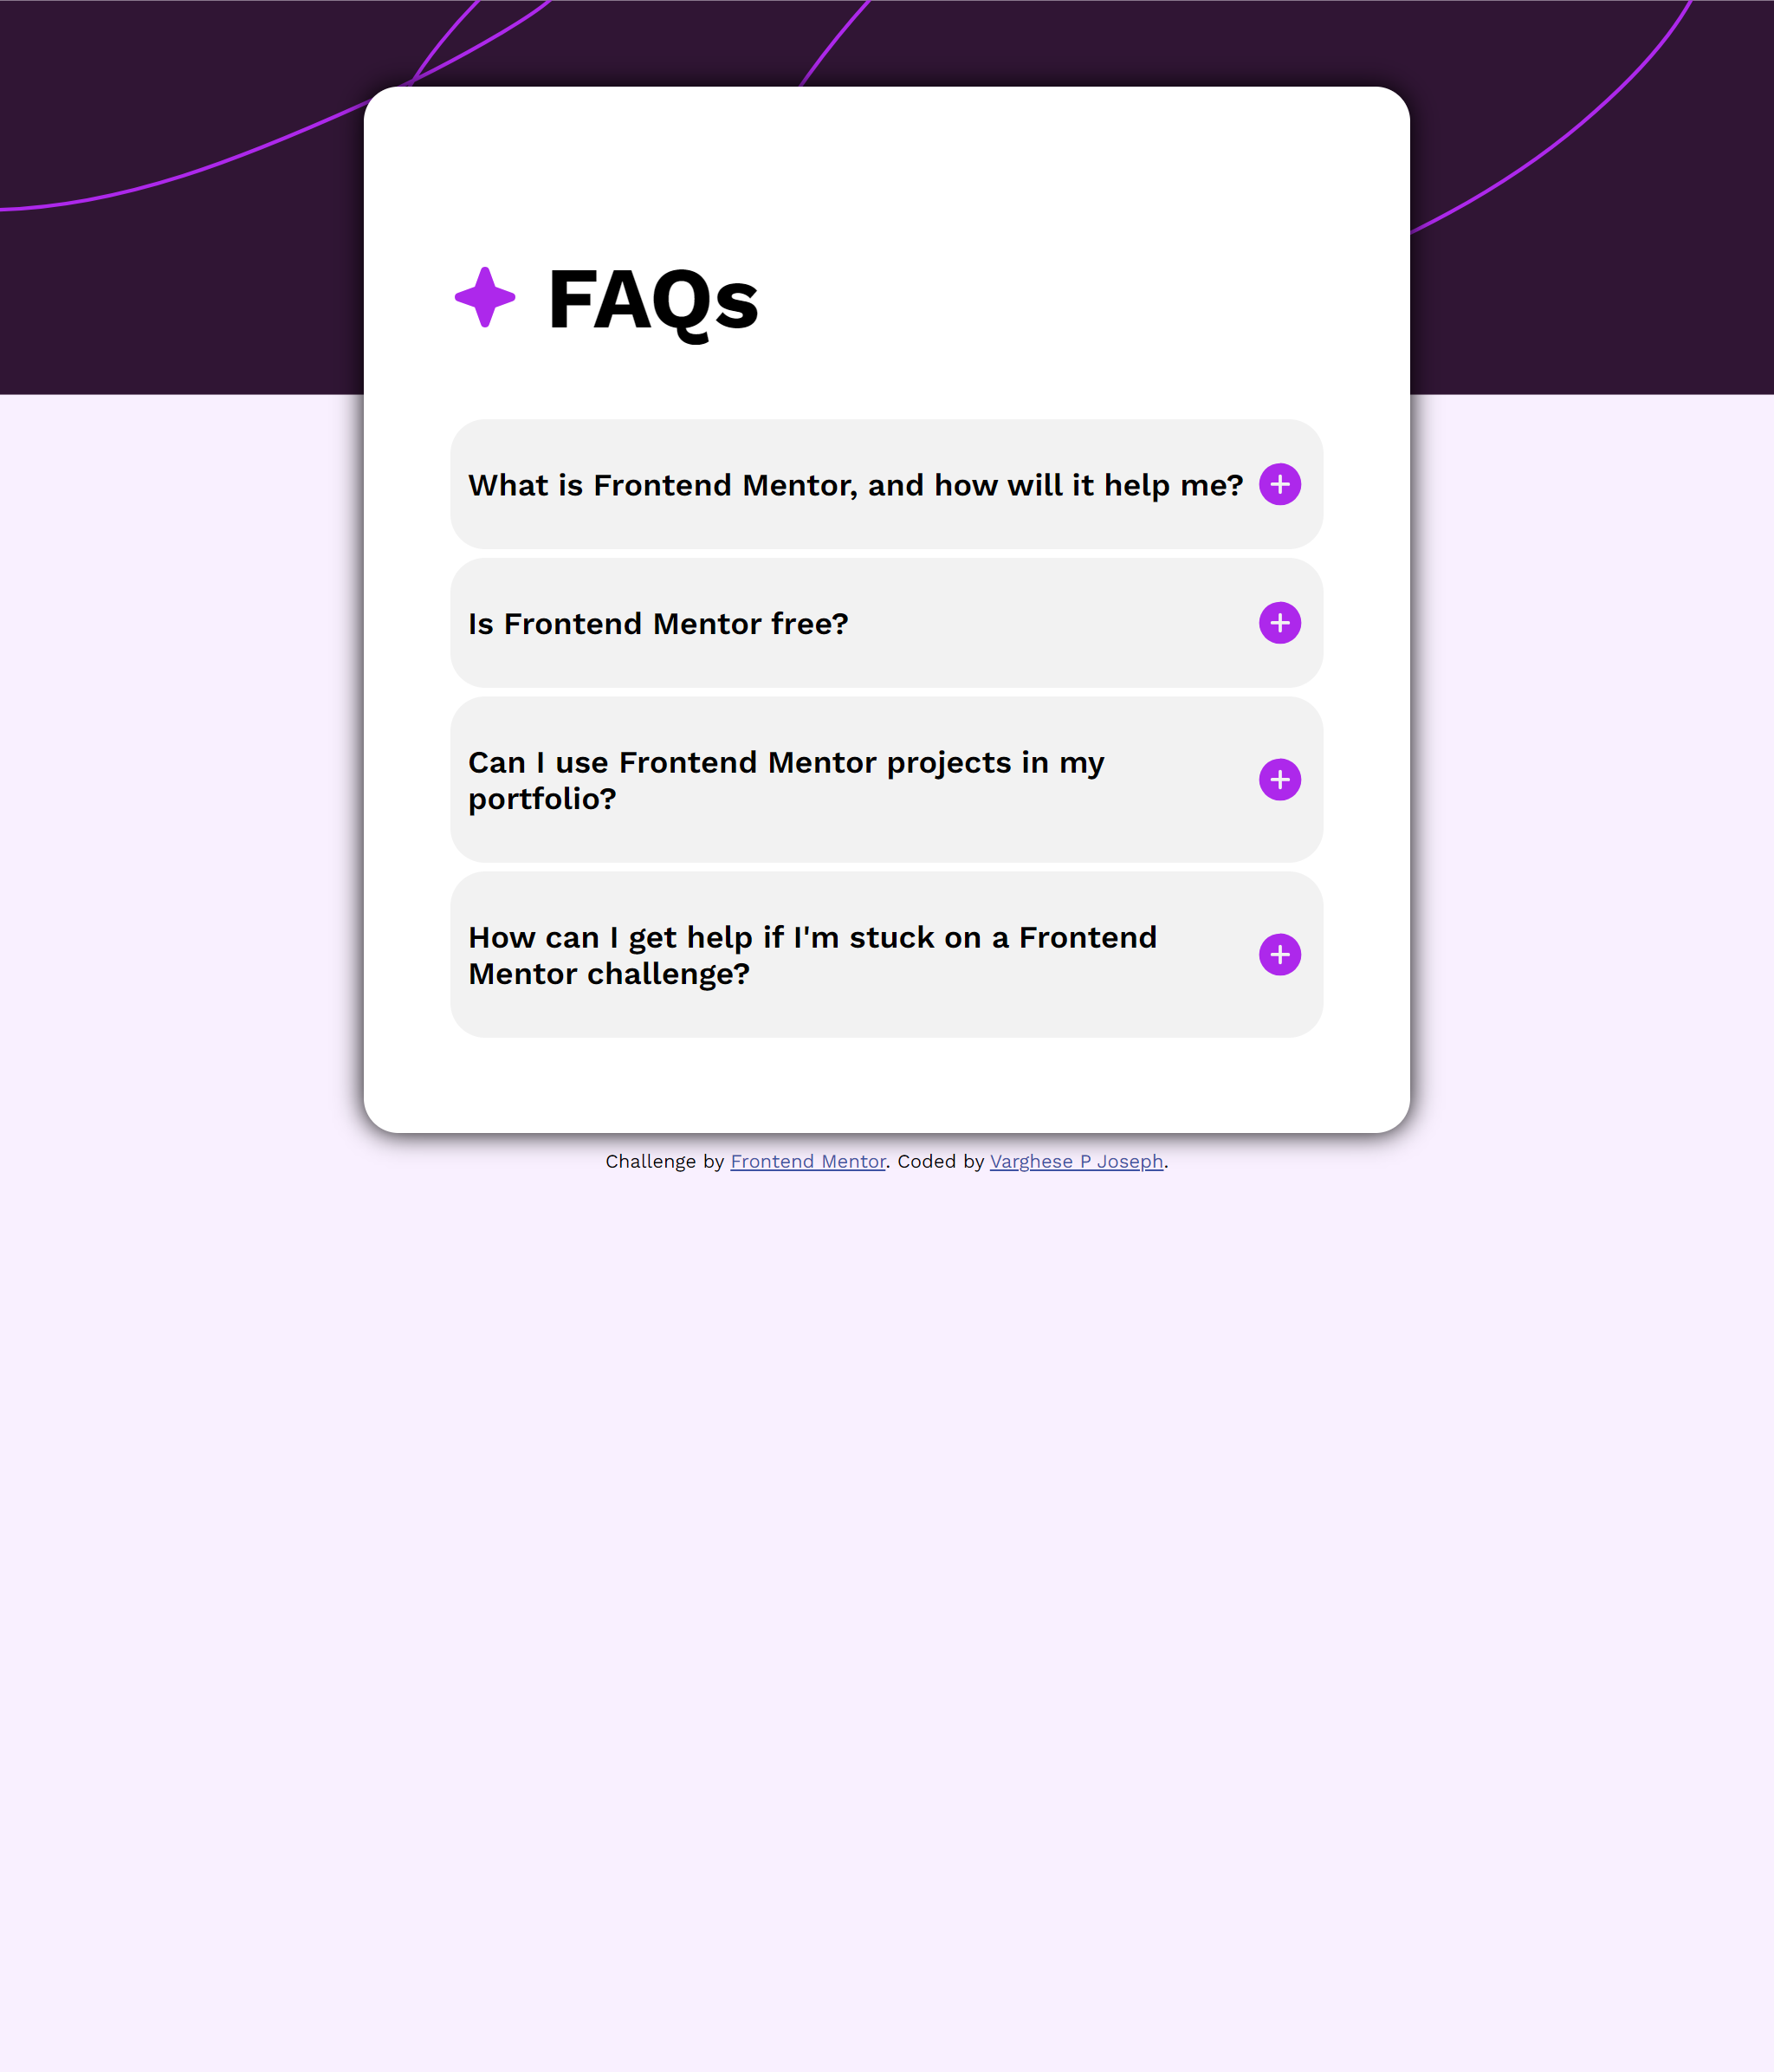 FAQs
What is Frontend Mentor, and how will it help me?
Is Frontend Mentor free?
Can I use Frontend Mentor projects in my
portfolio?
How can I get help if I'm stuck on a Frontend
Mentor challenge?
Challenge by Frontend Mentor. Coded by Varghese P Joseph.